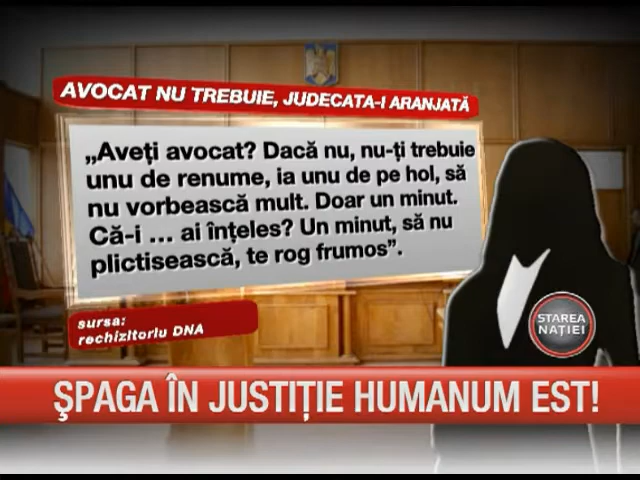 AVOCAT NU TREBUIE, JUDECATA-I ARANJATĂ
„Aveți avocat? Dacă nu, nu-ți trebuie
unu de renume, ia unu de pe hol, să
nu vorbească mult. Doar un minut.
Că-i ... ai înțeles? Un minut, să nu
plictisească, te rog frumos”.
sursa:
rechizitoriu DNA
STAREA
NAȚIEI
ŞPAGA ÎN JUSTIȚIE HUMANUM EST!